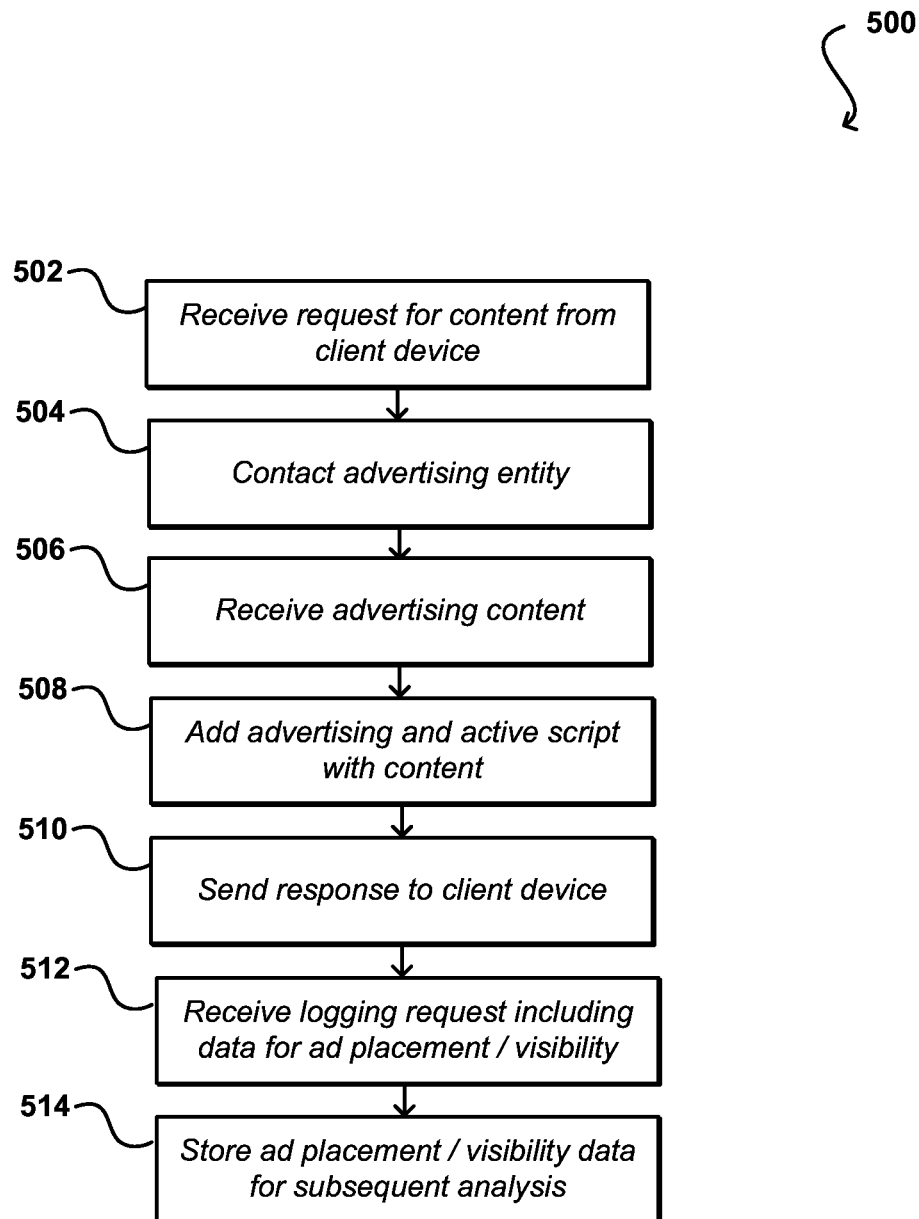 500
502
Receive request for content from
client device
504
Contact advertising entity
506
Receive advertising content
508
Add advertising and active script
with content
510
Send response to client device
512
Receive logging request including
data for ad placement / visibility
514
Store ad placement / visibility data
for subsequent analysis